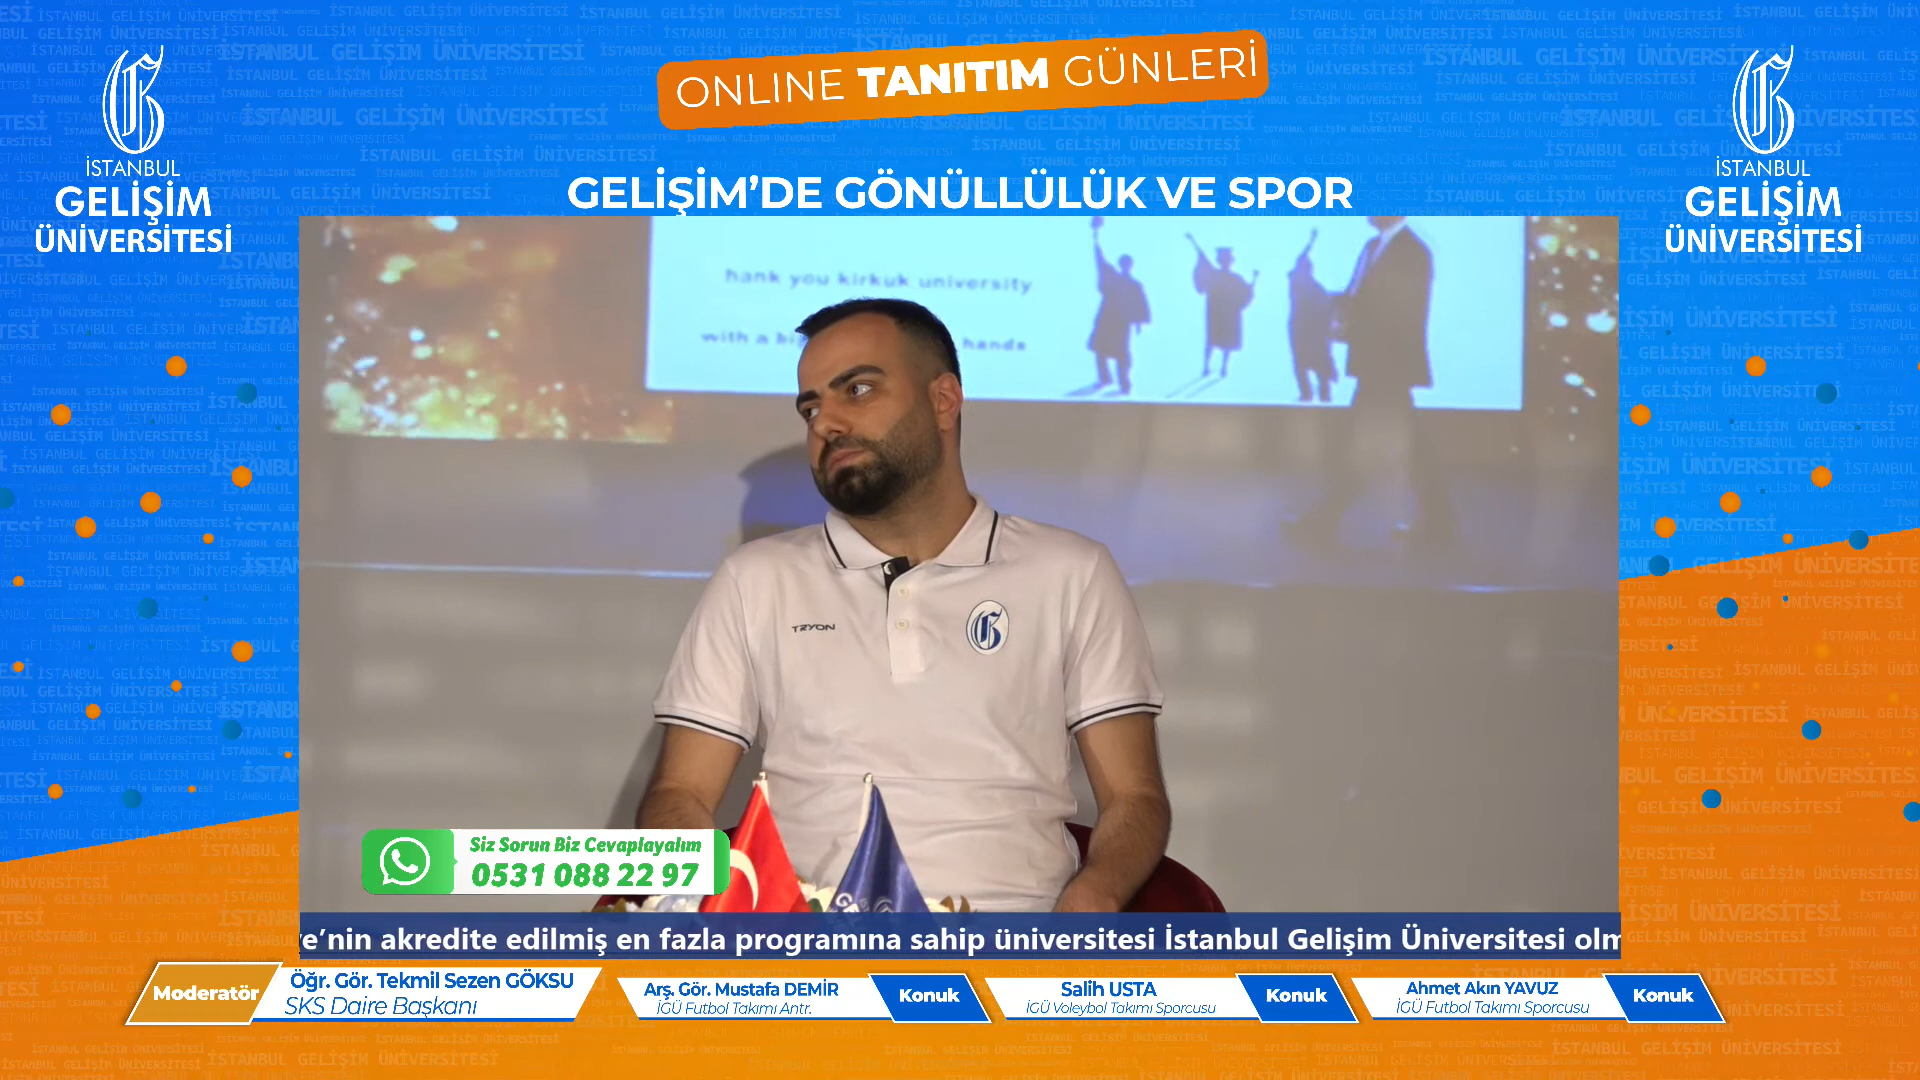 ONLINE TANITIM GÜNLERİ
İSTANBUL
GELİŞİM
ÜNİVERSİTESİ
İSTANBUL
GELİŞİM
ÜNİVERSİTESİ
GELİŞİM'DE GÖNÜLLÜLÜK VE SPOR
hank you kirkuk university
with a
hands
TRYON
Siz Sorun Biz Cevaplayalım
0531 088 22 97
akredite edilmiş en fazla programına sahip üniversitesi İstanbul Gelişim Üniversitesi
Moderatör
Öğr. Gör. Tekmil Sezen GÖKSU
SKS Daire Başkanı
Arş. Gör. Mustafa DEMİR
İGÜ Futbol Takımı Antr.
Konuk
Salih USTA
İGÜ Voleybol Takımı Sporcusu
Konuk
Ahmet Akın YAVUZ
İGÜ Futbol Takımı Sporcusu
Konuk